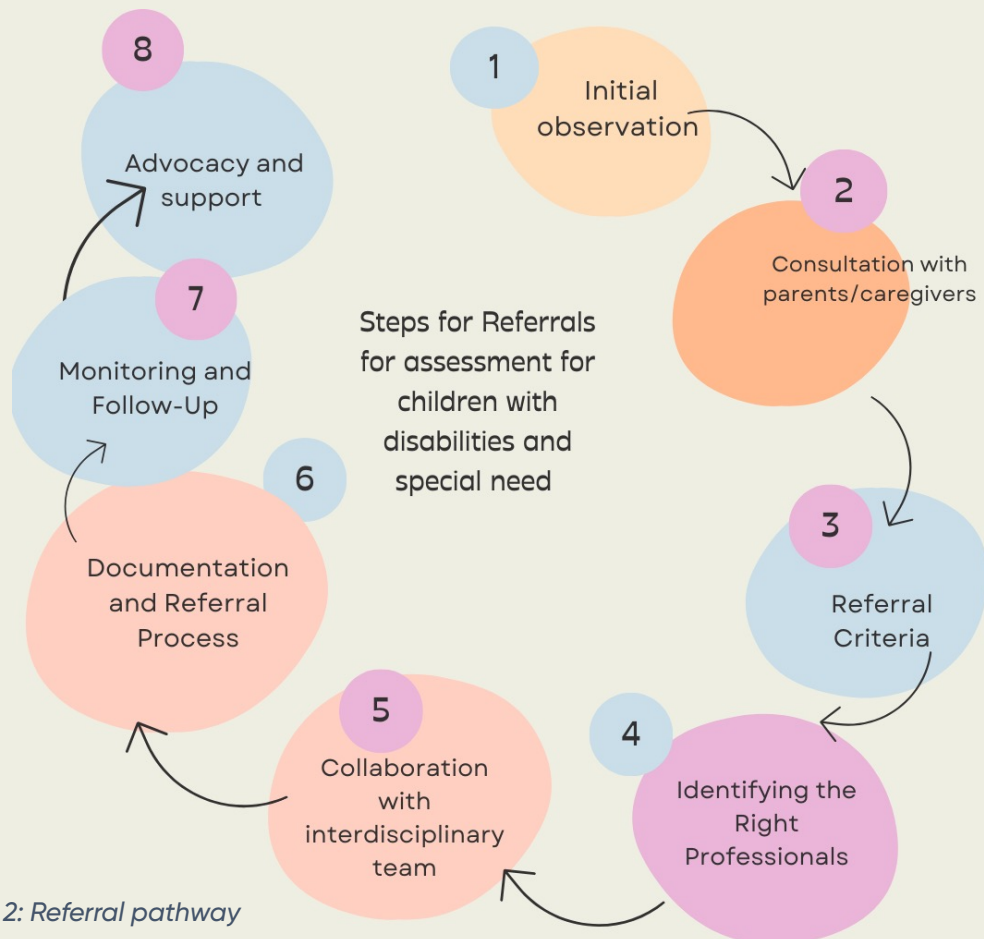 Steps for Referrals
for assessment for
children with
disabilities and
special need
1
Initial
observation
2
Consultation with
parents/caregivers
3
Referral
Criteria
4
Identifying the
Right
Professionals
5
Collaboration
with
interdisciplinary
team
6
Documentation
and Referral
Process
7
Monitoring and
Follow-Up
8
Advocacy and
support
2: Referral pathway